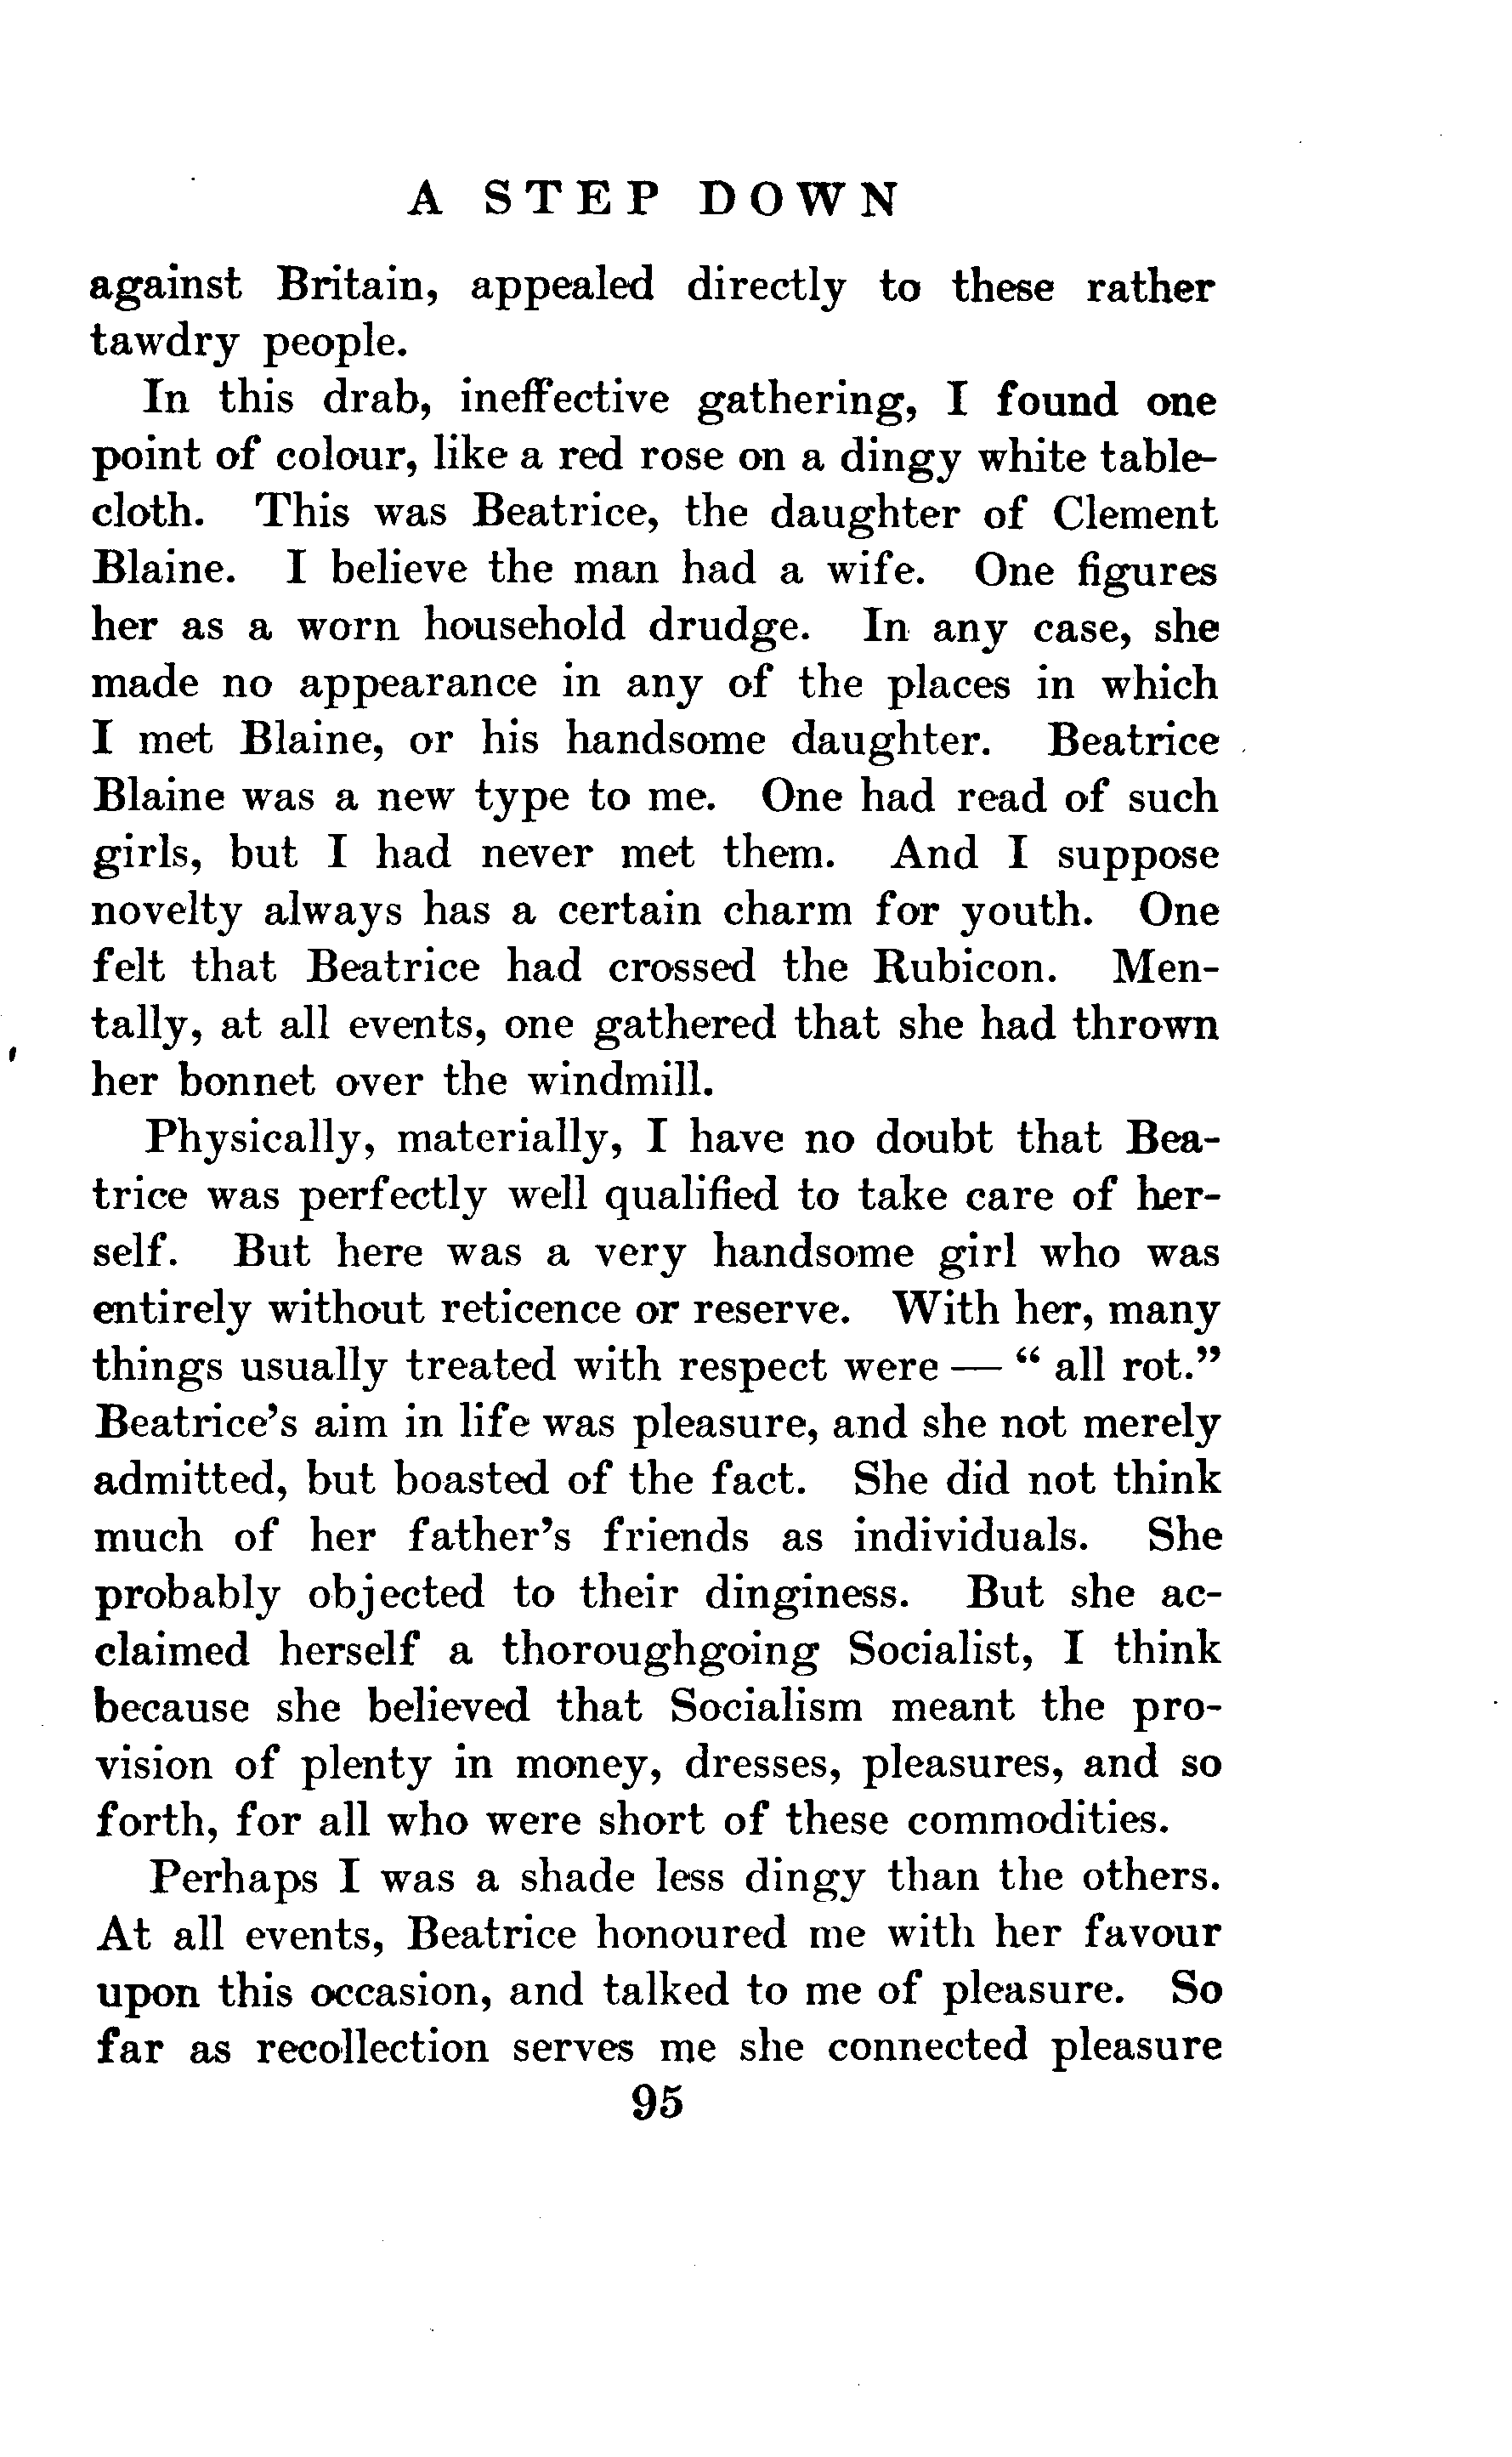 A STEP DOWN
against Britain, appealed directly to these rather
tawdry people.
In this drab, ineffective gathering, I found one
point of colour, like a red rose on a dingy white table-
cloth. This was Beatrice, the daughter of Clement
Blaine. I believe the man had a wife. One figures
her as a worn household drudge. In any case, she
made no appearance in any of the places in which
I met Blaine, or his handsome daughter. Beatrice
Blaine was a new type to me. One had read of such
girls, but I had never met them. And I suppose
novelty always has a certain charm for youth. One
felt that Beatrice had crossed the Rubicon. Men-
tally, at all events, one gathered that she had thrown
her bonnet over the windmill.
Physically, materially, I have no doubt that Bea-
trice was perfectly well qualified to take care of her-
self. But here was a very handsome girl who was
entirely without reticence or reserve. With her, many
things usually treated with respect were — “ all rot.”
Beatrice’s aim in life was pleasure, and she not merely
admitted, but boasted of the fact. She did not think
much of her father’s friends as individuals. She
probably objected to their dinginess. But she ac-
claimed herself a thoroughgoing Socialist, I think
because she believed that Socialism meant the pro-
vision of plenty in money, dresses, pleasures, and so
forth, for all who were short of these commodities.
Perhaps I was a shade less dingy than the others.
At all events, Beatrice honoured me with her favour
upon this occasion, and talked to me of pleasure. So
far as recollection serves me she connected pleasure
95